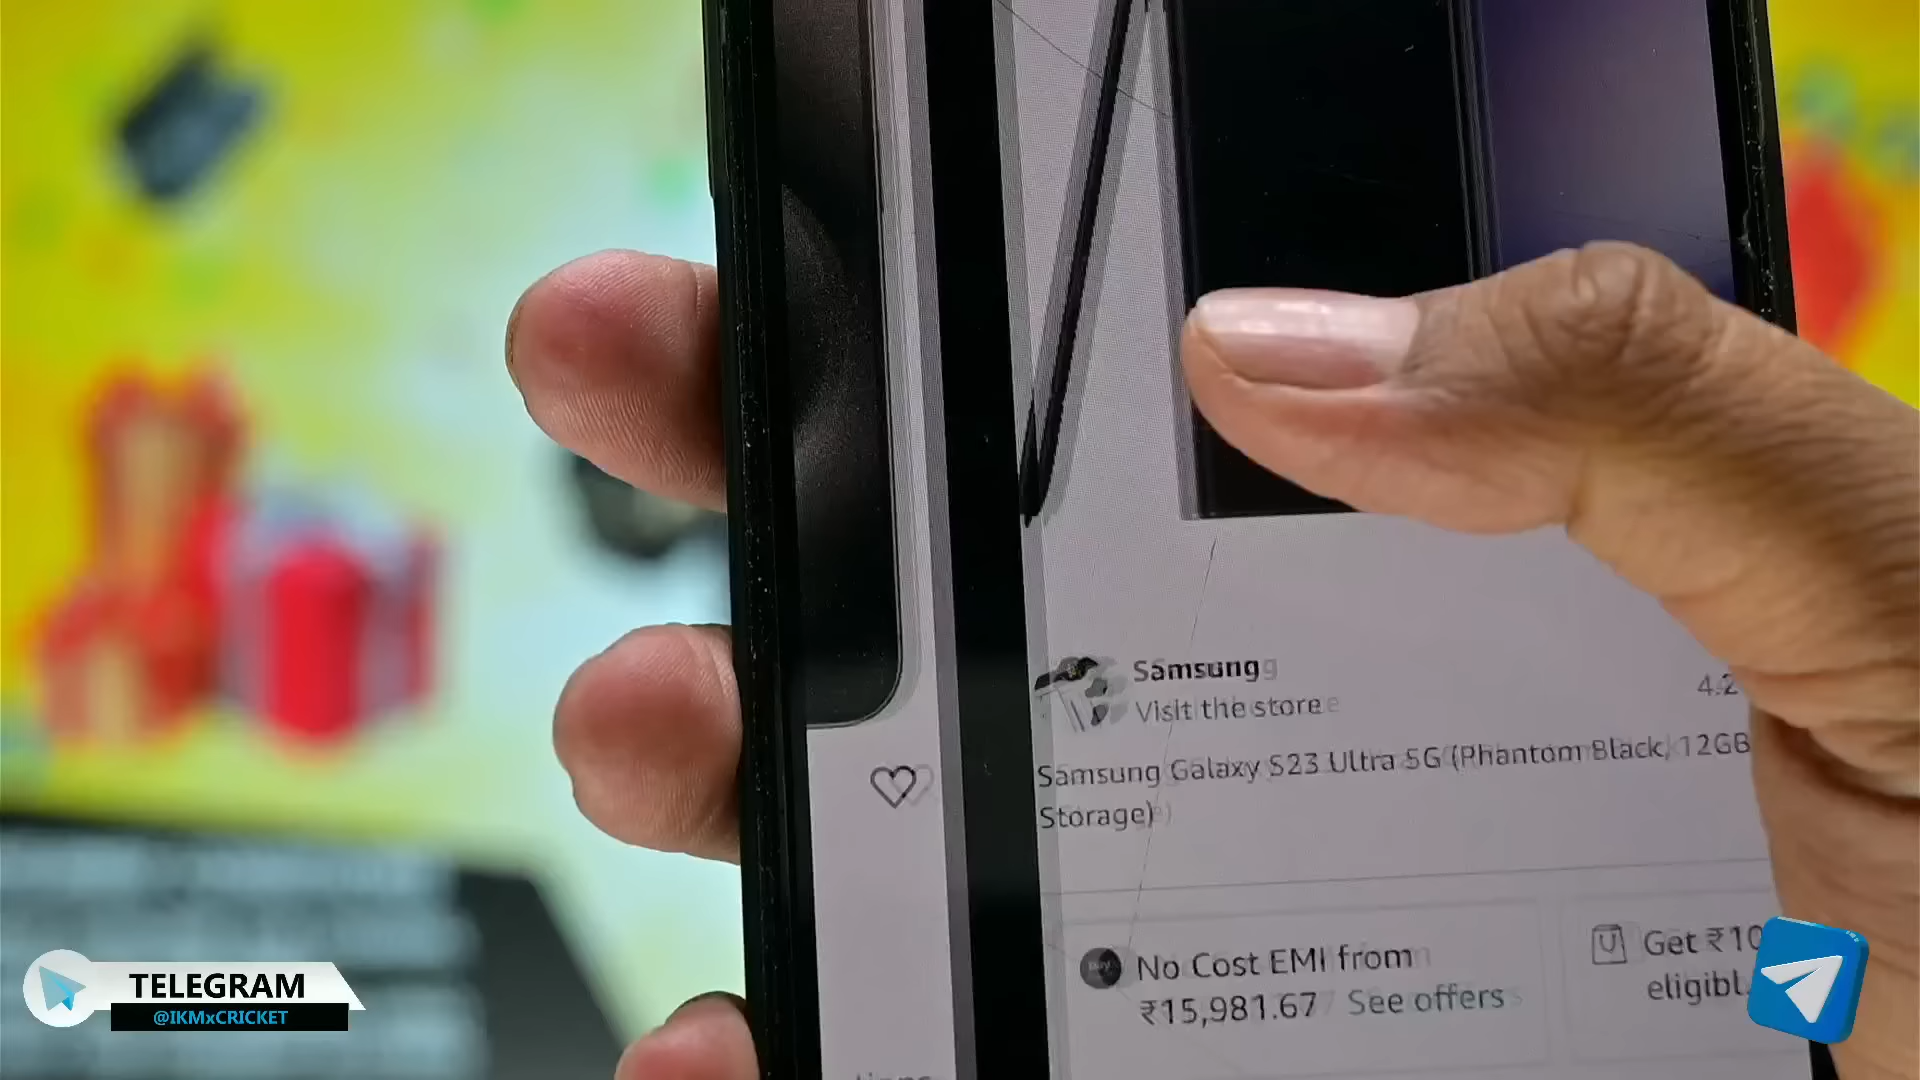 Samsung
Visit the store
4.2
Samsung Galaxy S23 Ultra 5G (Phantom Black, 12GB
Storage)
No Cost EMI from
₹15,981.67 See offers
Get ₹10
eligibl
TELEGRAM
@IKMxCRICKET